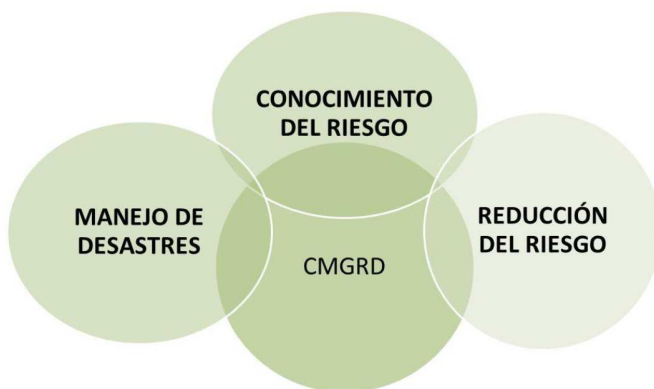 CONOCIMIENTO
DEL RIESGO
MANEJO DE
DESASTRES
REDUCCIÓN
DEL RIESGO
CMGRD